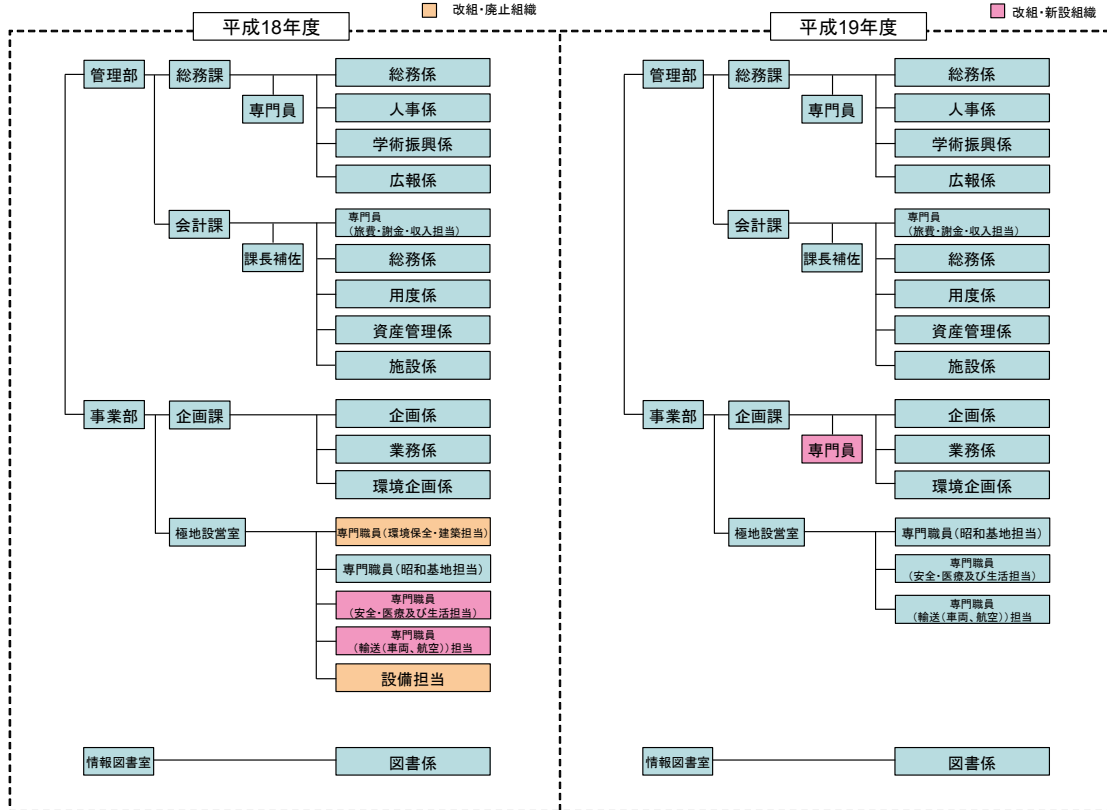 改組・廃止組織
改組・新設組織
平成18年度
管理部
総務課
専門員
総務係
人事係
学術振興係
広報係
会計課
課長補佐
専門員
(旅費・謝金・収入担当)
総務係
用度係
資産管理係
施設係
事業部
企画課
企画係
業務係
環境企画係
極地設営室
専門職員(環境保全・建築担当)
専門職員(昭和基地担当)
専門職員
(安全・医療及び生活担当)
専門職員
(輸送(車両、航空))担当
設備担当
情報図書室
図書係
平成19年度
管理部
総務課
専門員
総務係
人事係
学術振興係
広報係
会計課
課長補佐
専門員
(旅費・謝金・収入担当)
総務係
用度係
資産管理係
施設係
事業部
企画課
専門員
企画係
業務係
環境企画係
極地設営室
専門職員(昭和基地担当)
専門職員
(安全・医療及び生活担当)
専門職員
(輸送(車両、航空))担当
情報図書室
図書係